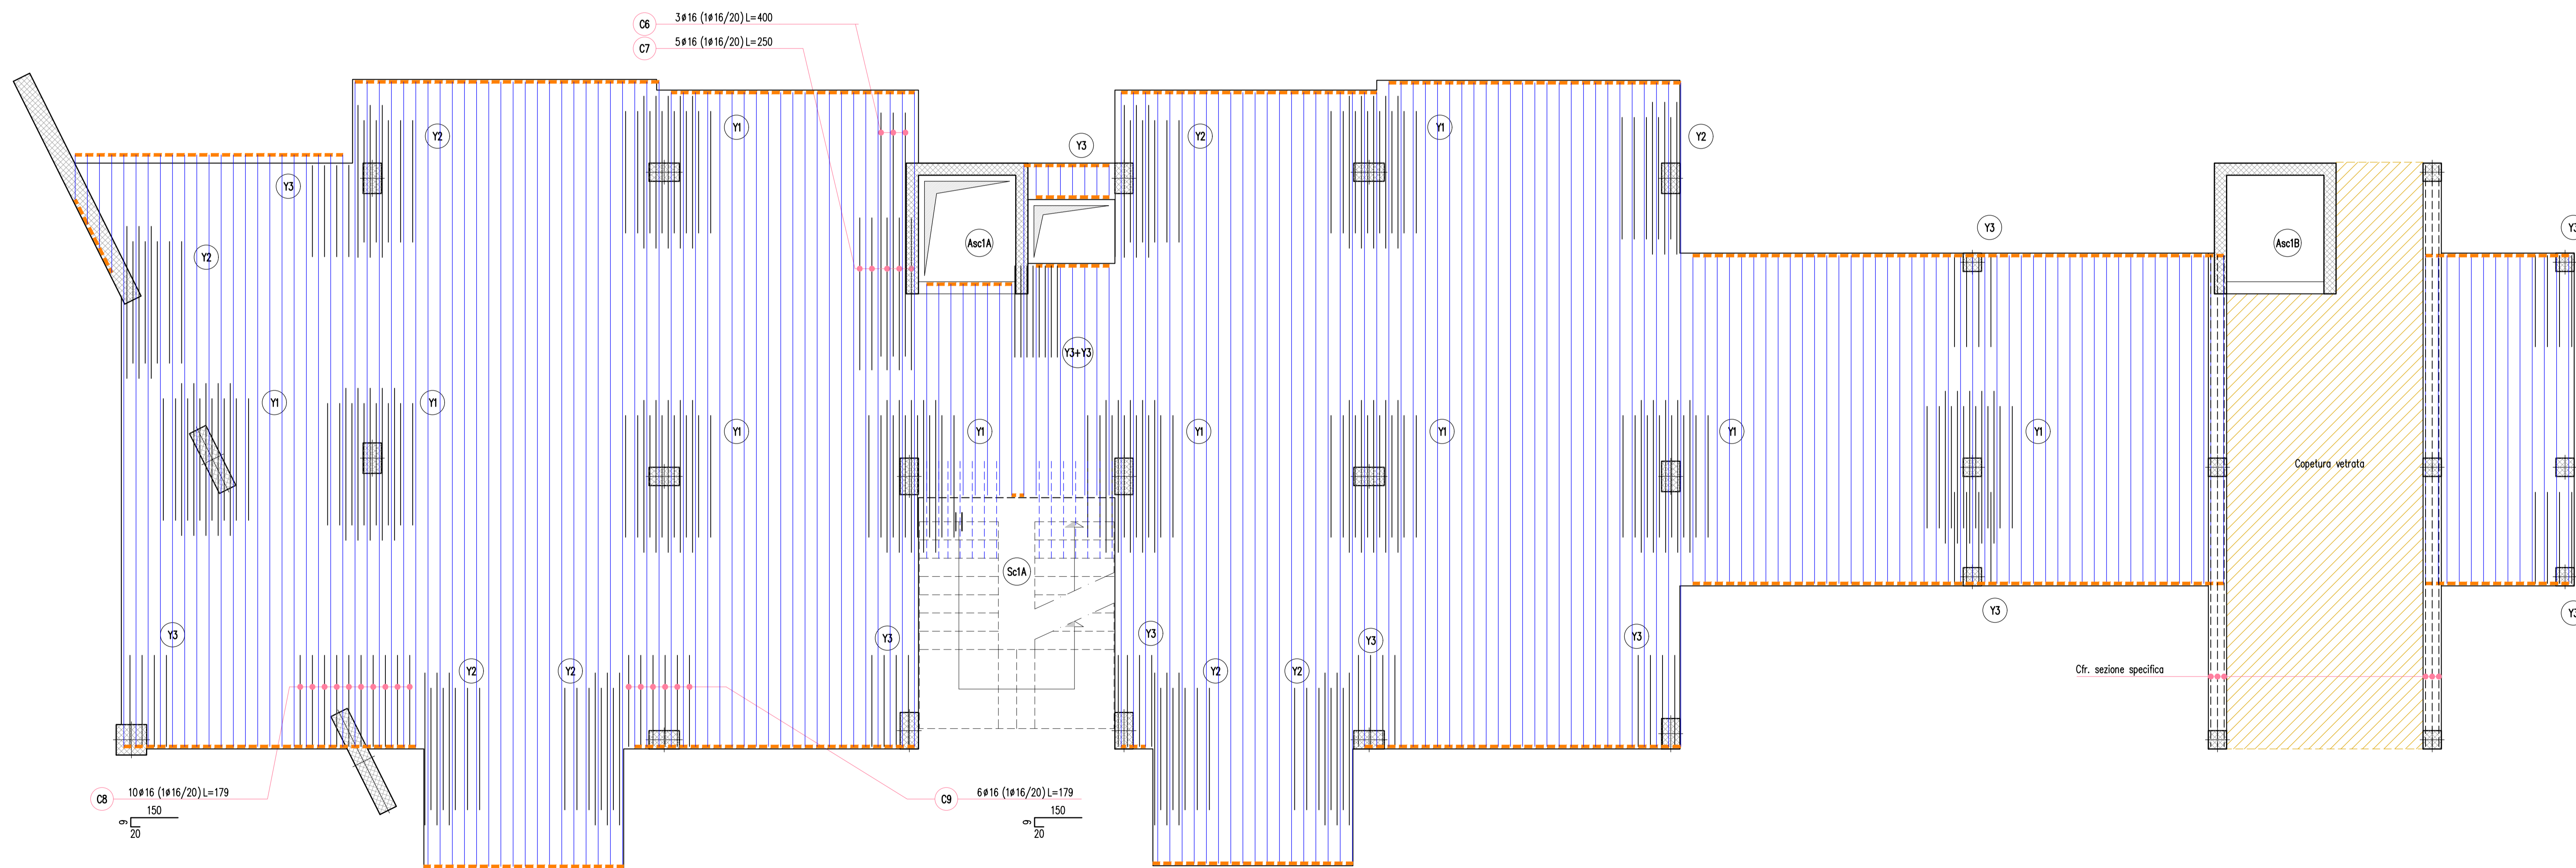 C6 3ø16 (1ø16/20) L=400
C7 5ø16 (1ø16/20) L=250
Y2
Y1
Y3
Y2
Y1
Y2
Y3
Y2
Y3
Asc1A
Y3
Asc1B
Y3+Y3
Y1
Y1
Y1
Y1
Y1
Y1
Y1
Y1
Copetura vetrata
Sc1A
Y3
Y3
Y3
Y3
Y3
Y3
Y3
Y2
Y2
Y2
Y2
Cfr. sezione specifica
C8 10ø16 (1ø16/20) L=179
150
9
20
C9 6ø16 (1ø16/20) L=179
150
9
20